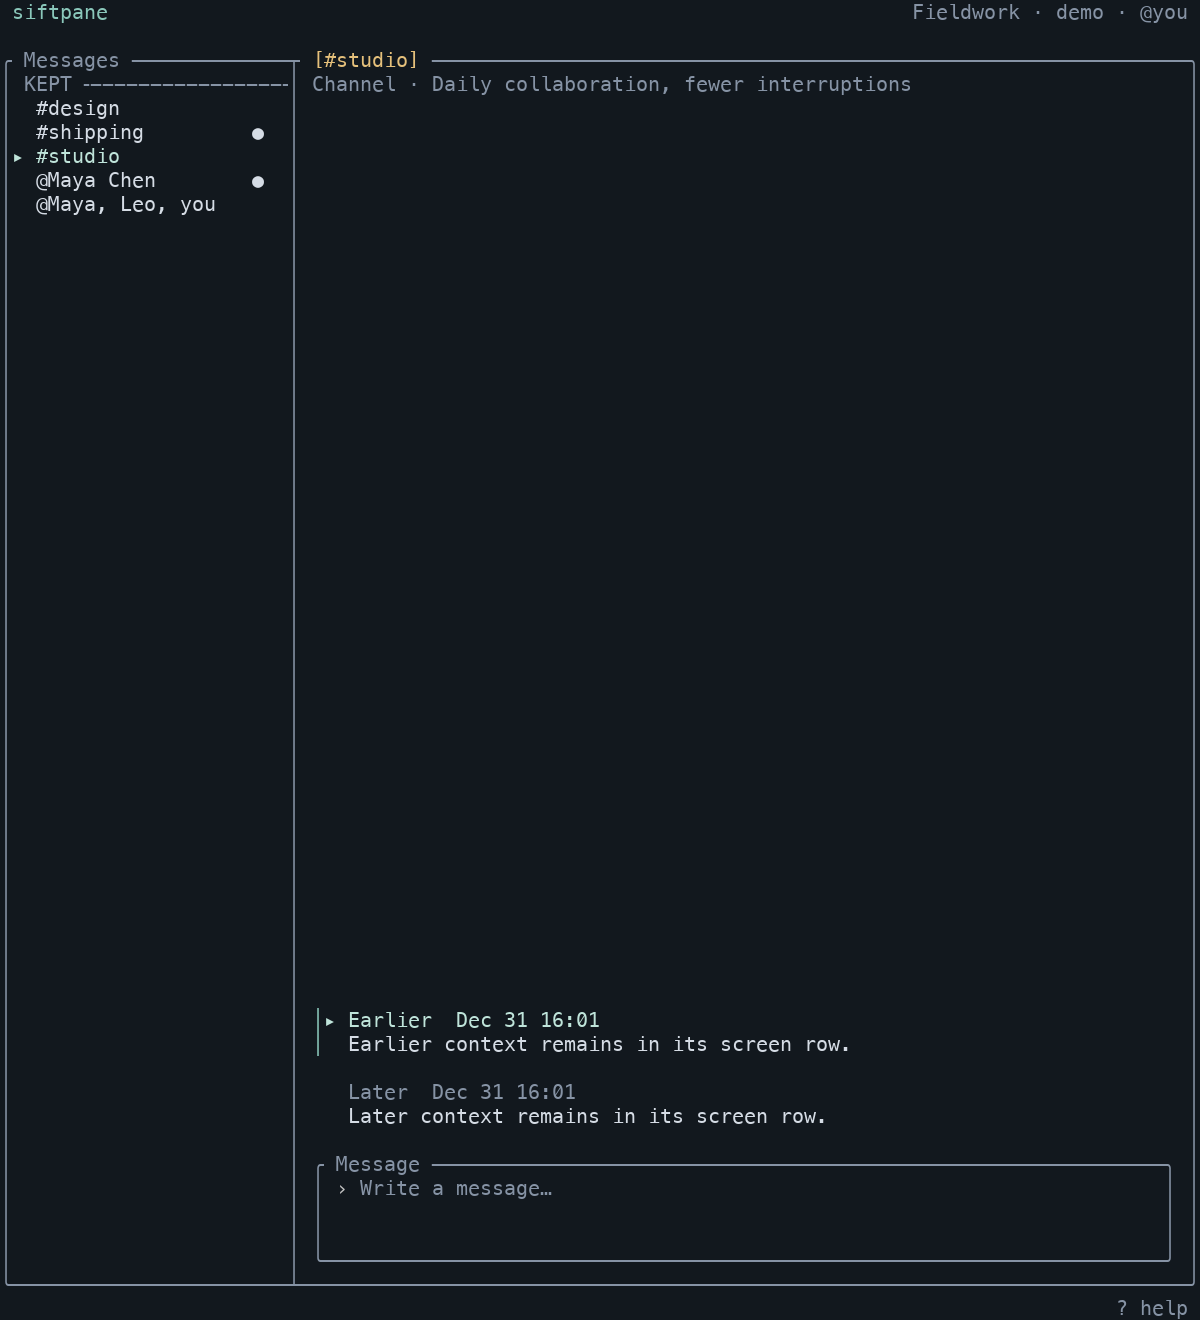 siftpane
Fieldwork · demo · @you
Messages
KEPT
#design
#shipping
▸ #studio
@Maya Chen
@Maya, Leo, you
[#studio]
Channel · Daily collaboration, fewer interruptions
▸ Earlier  Dec 31 16:01
Earlier context remains in its screen row.
Later  Dec 31 16:01
Later context remains in its screen row.
Message
› Write a message…
? help